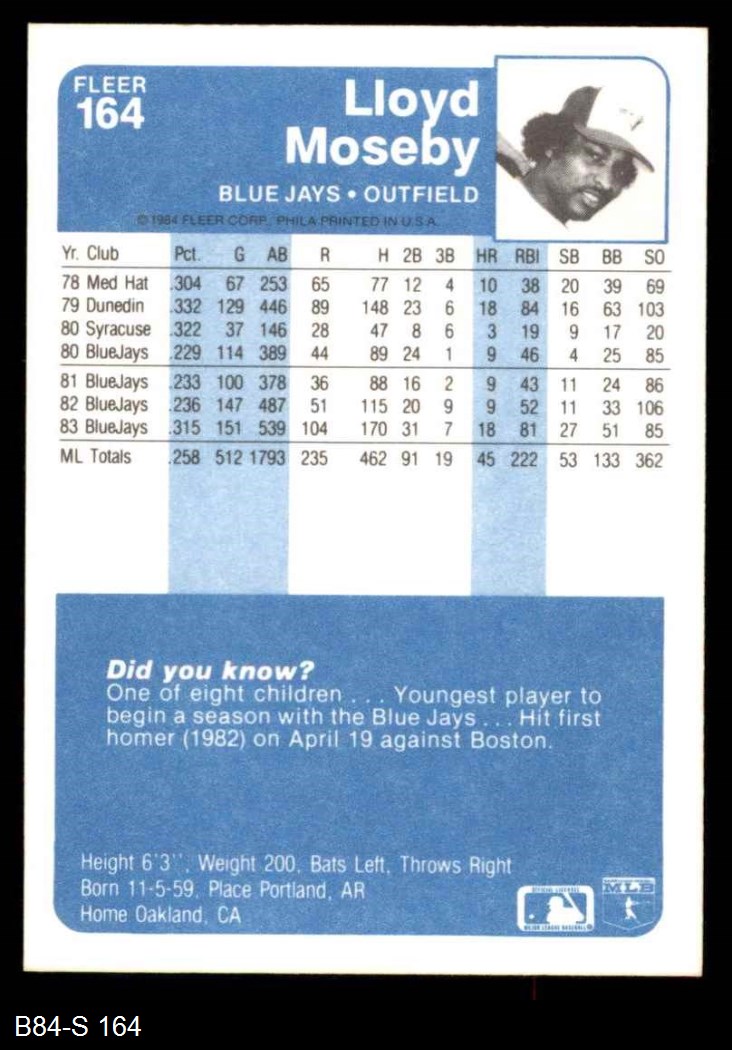 FLEER
164
Lloyd
Moseby
BLUE JAYS • OUTFIELD
© 1984 FLEER CORP., PHILA PRINTED IN U.S.A.
Yr. Club Pct. G AB R H 2B 3B HR RBI SB BB SO
78 Med Hat .304 67 253 65 77 12 4 10 38 20 39 69
79 Dunedin .332 129 446 89 148 23 6 18 84 16 63 103
80 Syracuse .322 37 146 28 47 8 6 3 19 9 17 20
80 BlueJays .229 114 389 44 89 24 1 9 46 4 25 85
81 BlueJays .233 100 378 36 88 16 2 9 43 11 24 86
82 BlueJays .236 147 487 51 115 20 9 9 52 11 33 106
83 BlueJays .315 151 539 104 170 31 7 18 81 27 51 85
ML Totals .258 512 1793 235 462 91 19 45 222 53 133 362
Did you know?
One of eight children . . . Youngest player to
begin a season with the Blue Jays . . . Hit first
homer (1982) on April 19 against Boston.
Height 6'3'', Weight 200, Bats Left, Throws Right
Born 11-5-59, Place Portland, AR
Home Oakland, CA
OFFICIAL LICENSEE
MAJOR LEAGUE BASEBALL
MLB
B84-S 164